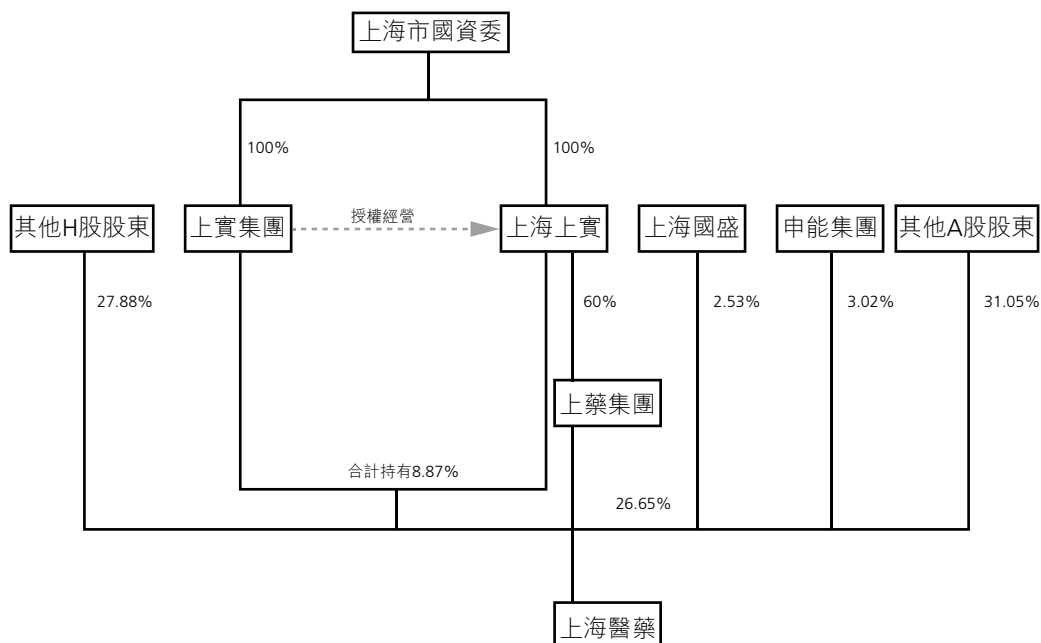 上海市國資委
100%
100%
其他H股股東
上實集團
授權經營
上海上實
上海國盛
申能集團
其他A股股東
27.88%
60%
2.53%
3.02%
31.05%
上藥集團
合計持有8.87%
26.65%
上海醫藥